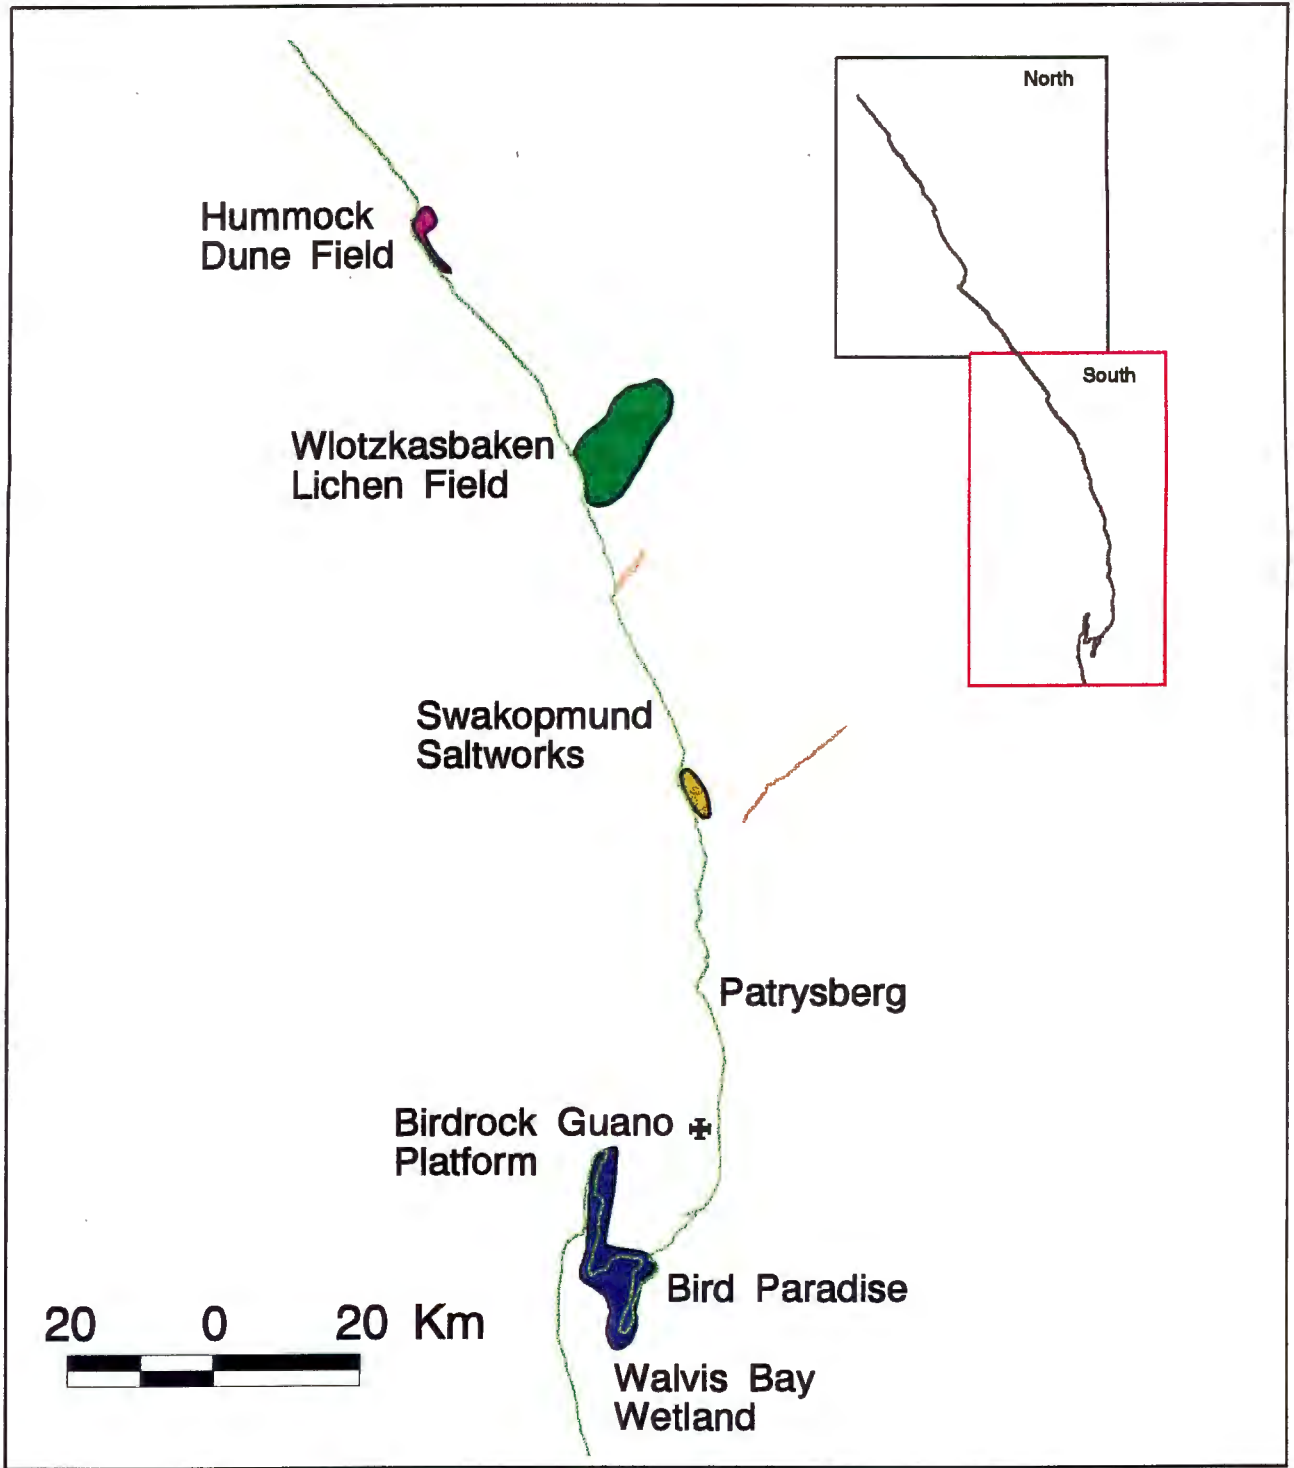 North
South
Hummock
Dune Field
Wlotzkasbaken
Lichen Field
Swakopmund
Saltworks
Patrysberg
Birdrock Guano
Platform
Bird Paradise
20 0 20 Km
Walvis Bay
Wetland